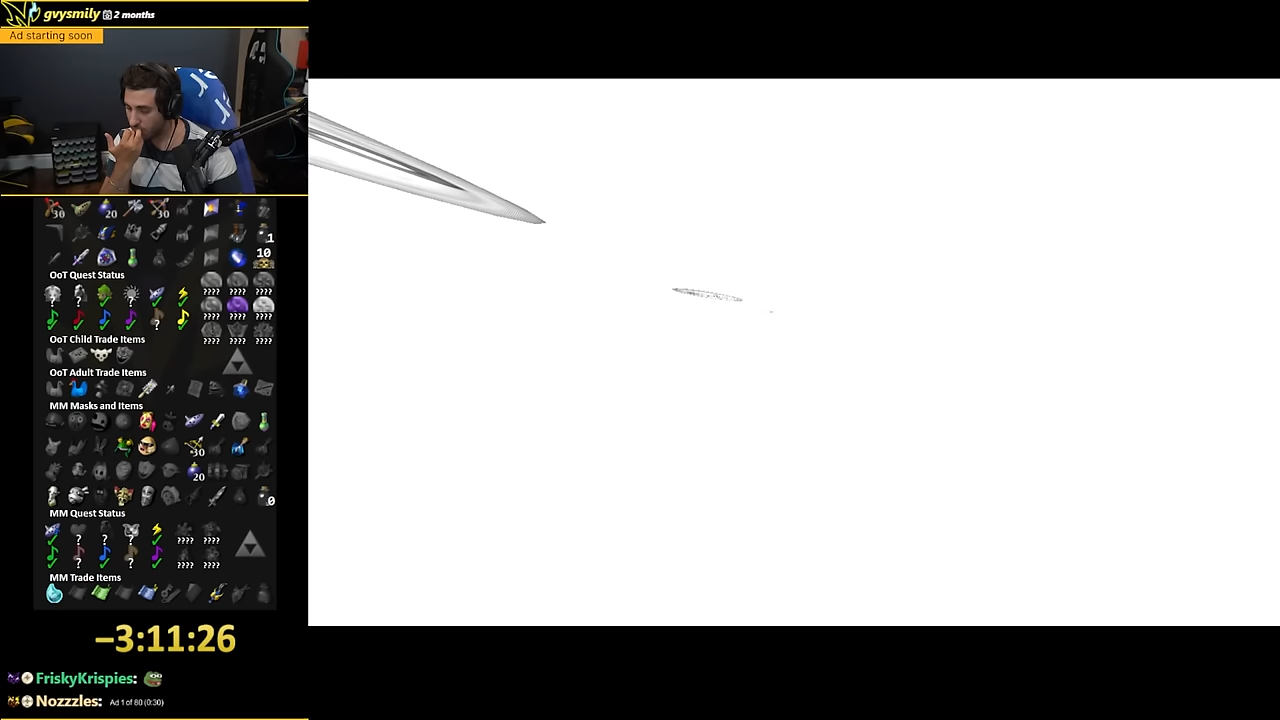 gvysmily 2 months
Ad starting soon
30 20 30
1
10
OoT Quest Status
? ? ✓ ? ✓ ✓ ???? ???? ????
✓ ✓ ✓ ✓ ? ✓ ???? ???? ????
???? ???? ????
OoT Child Trade Items
OoT Adult Trade Items
MM Masks and Items
30
20
0
MM Quest Status
✓ ? ? ? ✓ ???? ????
✓ ? ✓ ? ✓ ???? ????
MM Trade Items
−3:11:26
FriskyKrispies:
Nozzzles: Ad 1 of 80 (0:30)